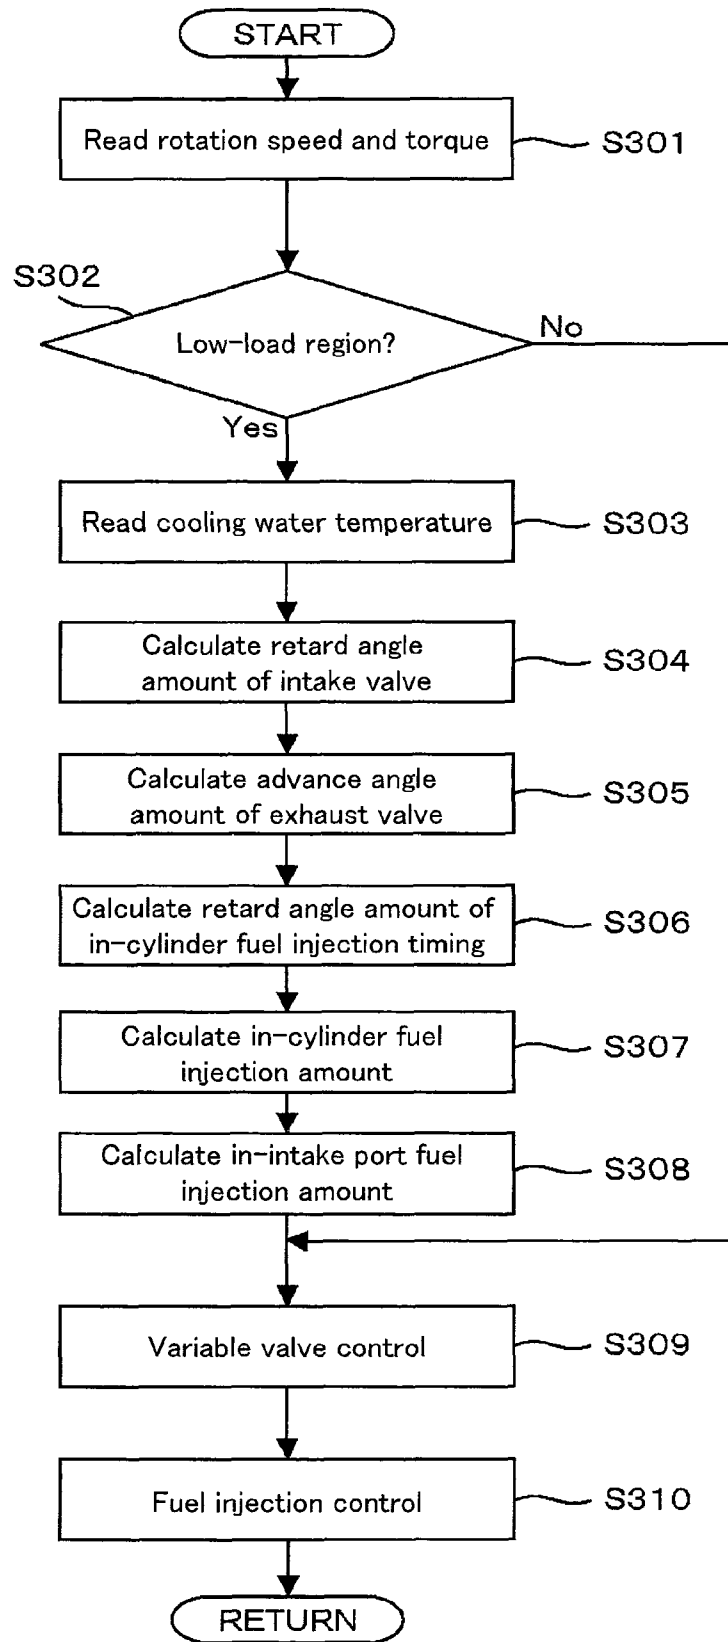 START
Read rotation speed and torque
S301
S302
Low-load region?
No
Yes
Read cooling water temperature
S303
Calculate retard angle
amount of intake valve
S304
Calculate advance angle
amount of exhaust valve
S305
Calculate retard angle amount of
in-cylinder fuel injection timing
S306
Calculate in-cylinder fuel
injection amount
S307
Calculate in-intake port fuel
injection amount
S308
Variable valve control
S309
Fuel injection control
S310
RETURN